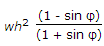 wh² (1 - sin φ) / (1 + sin φ)